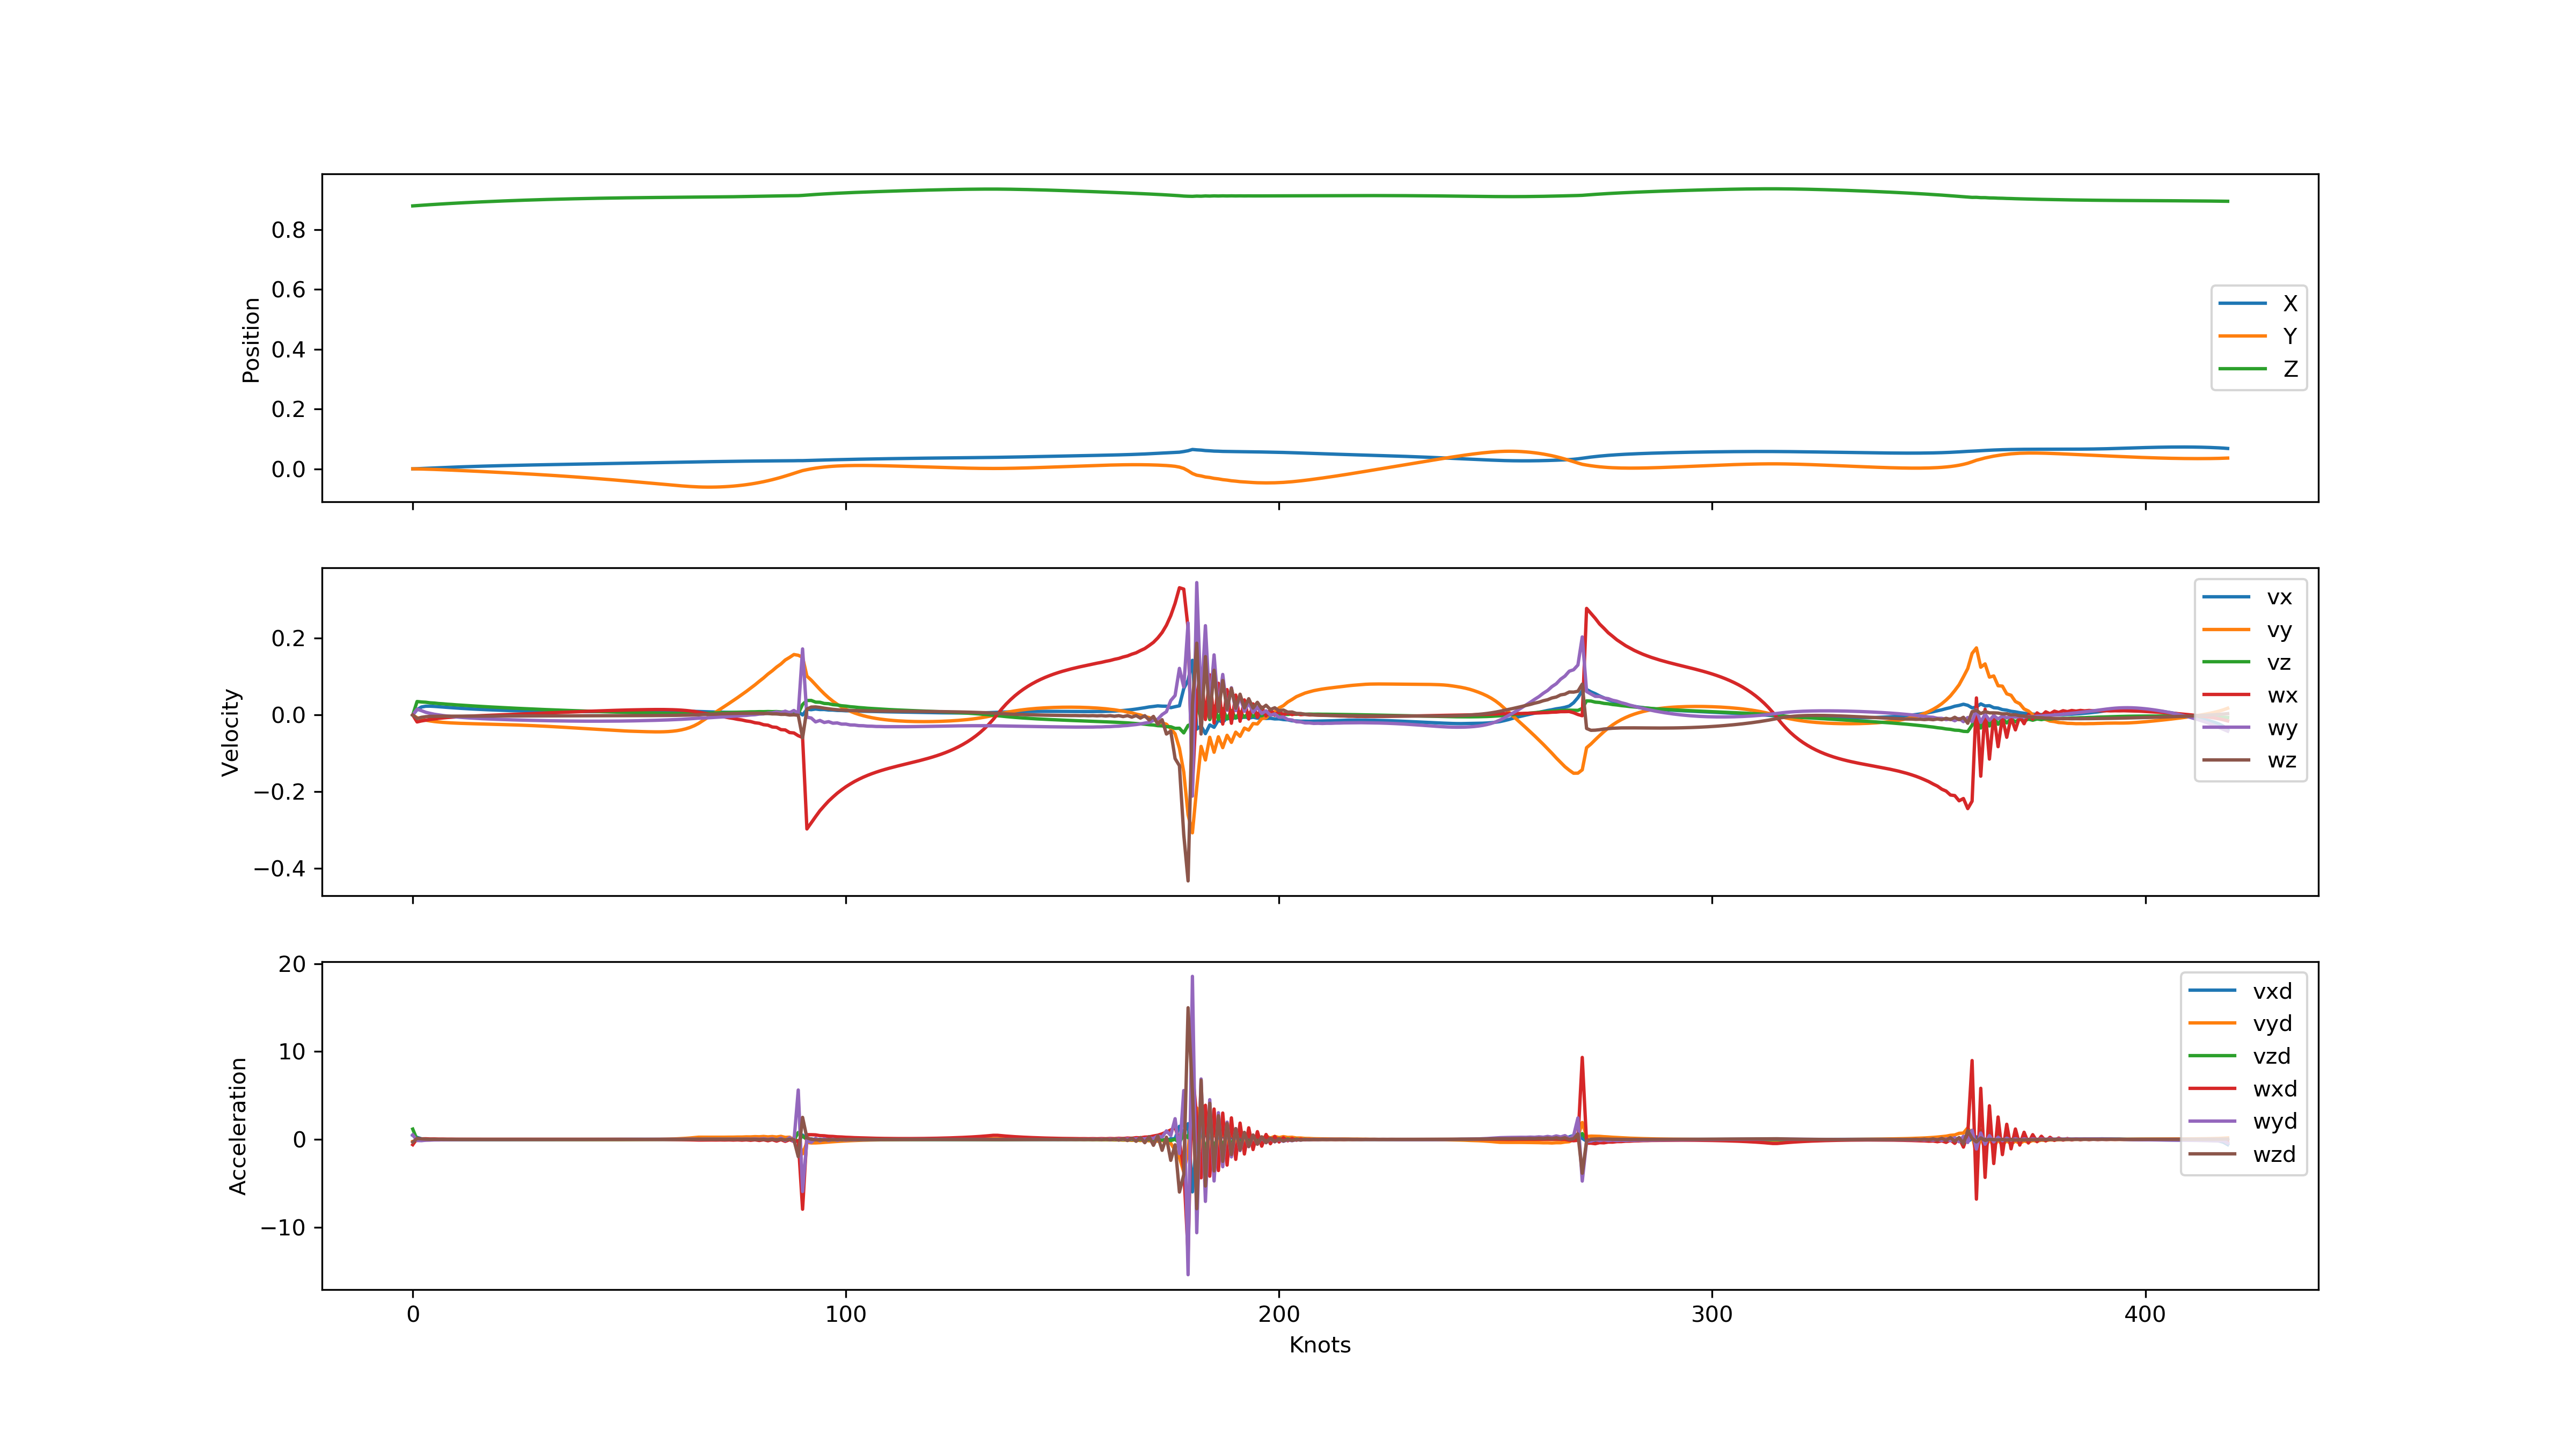 Position
0.8
0.6
0.4
0.2
0.0
X
Y
Z
Velocity
0.2
0.0
−0.2
−0.4
vx
vy
vz
wx
wy
wz
Acceleration
20
10
0
−10
vxd
vyd
vzd
wxd
wyd
wzd
0 100 200 300 400
Knots